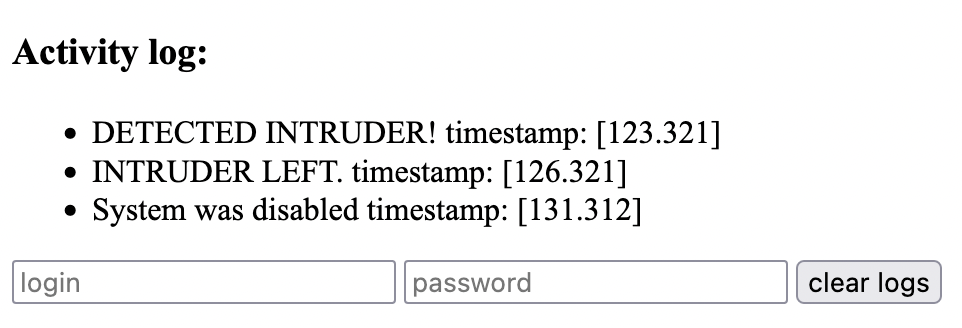 Activity log:
DETECTED INTRUDER! timestamp: [123.321]
INTRUDER LEFT. timestamp: [126.321]
System was disabled timestamp: [131.312]
login password clear logs